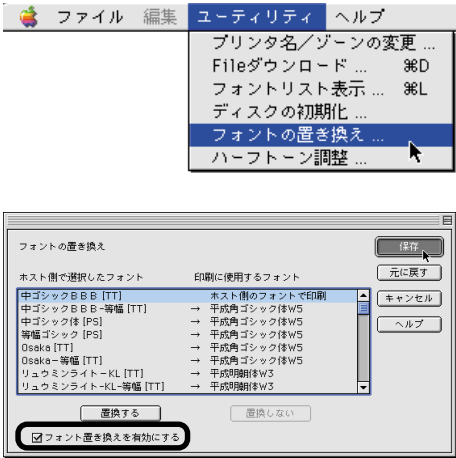 ファイル 編集 ユーティリティ ヘルプ
プリンタ名／ゾーンの変更 ...
Fileダウンロード ... ⌘D
フォントリスト表示 ... ⌘L
ディスクの初期化 ...
フォントの置き換え ...
ハーフトーン調整 ...
フォントの置き換え
保存
元に戻す
キャンセル
ヘルプ
ホスト側で選択したフォント 印刷に使用するフォント
中ゴシックＢＢＢ [TT] ホスト側のフォントで印刷
中ゴシックＢＢＢ-等幅 [TT] → 平成角ゴシック体W5
中ゴシック体 [PS] → 平成角ゴシック体W5
等幅ゴシック [PS] → 平成角ゴシック体W5
Osaka [TT] → 平成角ゴシック体W5
Osaka－等幅 [TT] → 平成角ゴシック体W5
リュウミンライト－KL [TT] → 平成明朝体W3
リュウミンライト-KL-等幅 [TT] → 平成明朝体W3
置換する 置換しない
フォント置き換えを有効にする